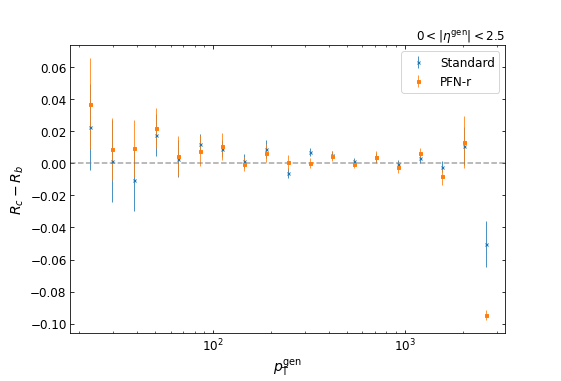 0 < |η^gen| < 2.5
Standard
PFN-r
0.06
0.04
0.02
0.00
−0.02
−0.04
−0.06
−0.08
−0.10
R_c − R_b
10^2
10^3
p_T^gen